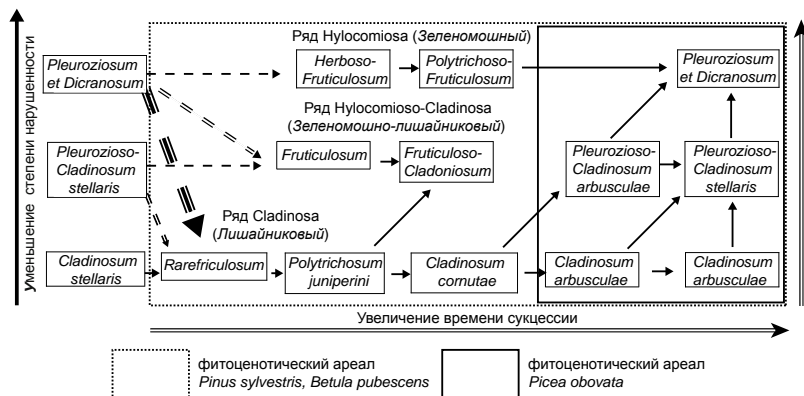 Уменьшение степени нарушенности
Ряд Hylocomiosa (Зеленомошный)
Pleuroziosum
et Dicranosum
Herboso-
Fruticulosum
Polytrichoso-
Fruticulosum
Pleuroziosum
et Dicranosum
Ряд Hylocomioso-Cladinosa
(Зеленомошно-лишайниковый)
Pleurozioso-
Cladinosum
stellaris
Fruticulosum
Fruticuloso-
Cladoniosum
Pleurozioso-
Cladinosum
arbusculae
Pleurozioso-
Cladinosum
stellaris
Ряд Cladinosa
(Лишайниковый)
Cladinosum
stellaris
Rarefriculosum
Polytrichosum
juniperini
Cladinosum
cornutae
Cladinosum
arbusculae
Cladinosum
arbusculae
Увеличение времени сукцессии
фитоценотический ареал
Pinus sylvestris, Betula pubescens
фитоценотический ареал
Picea obovata